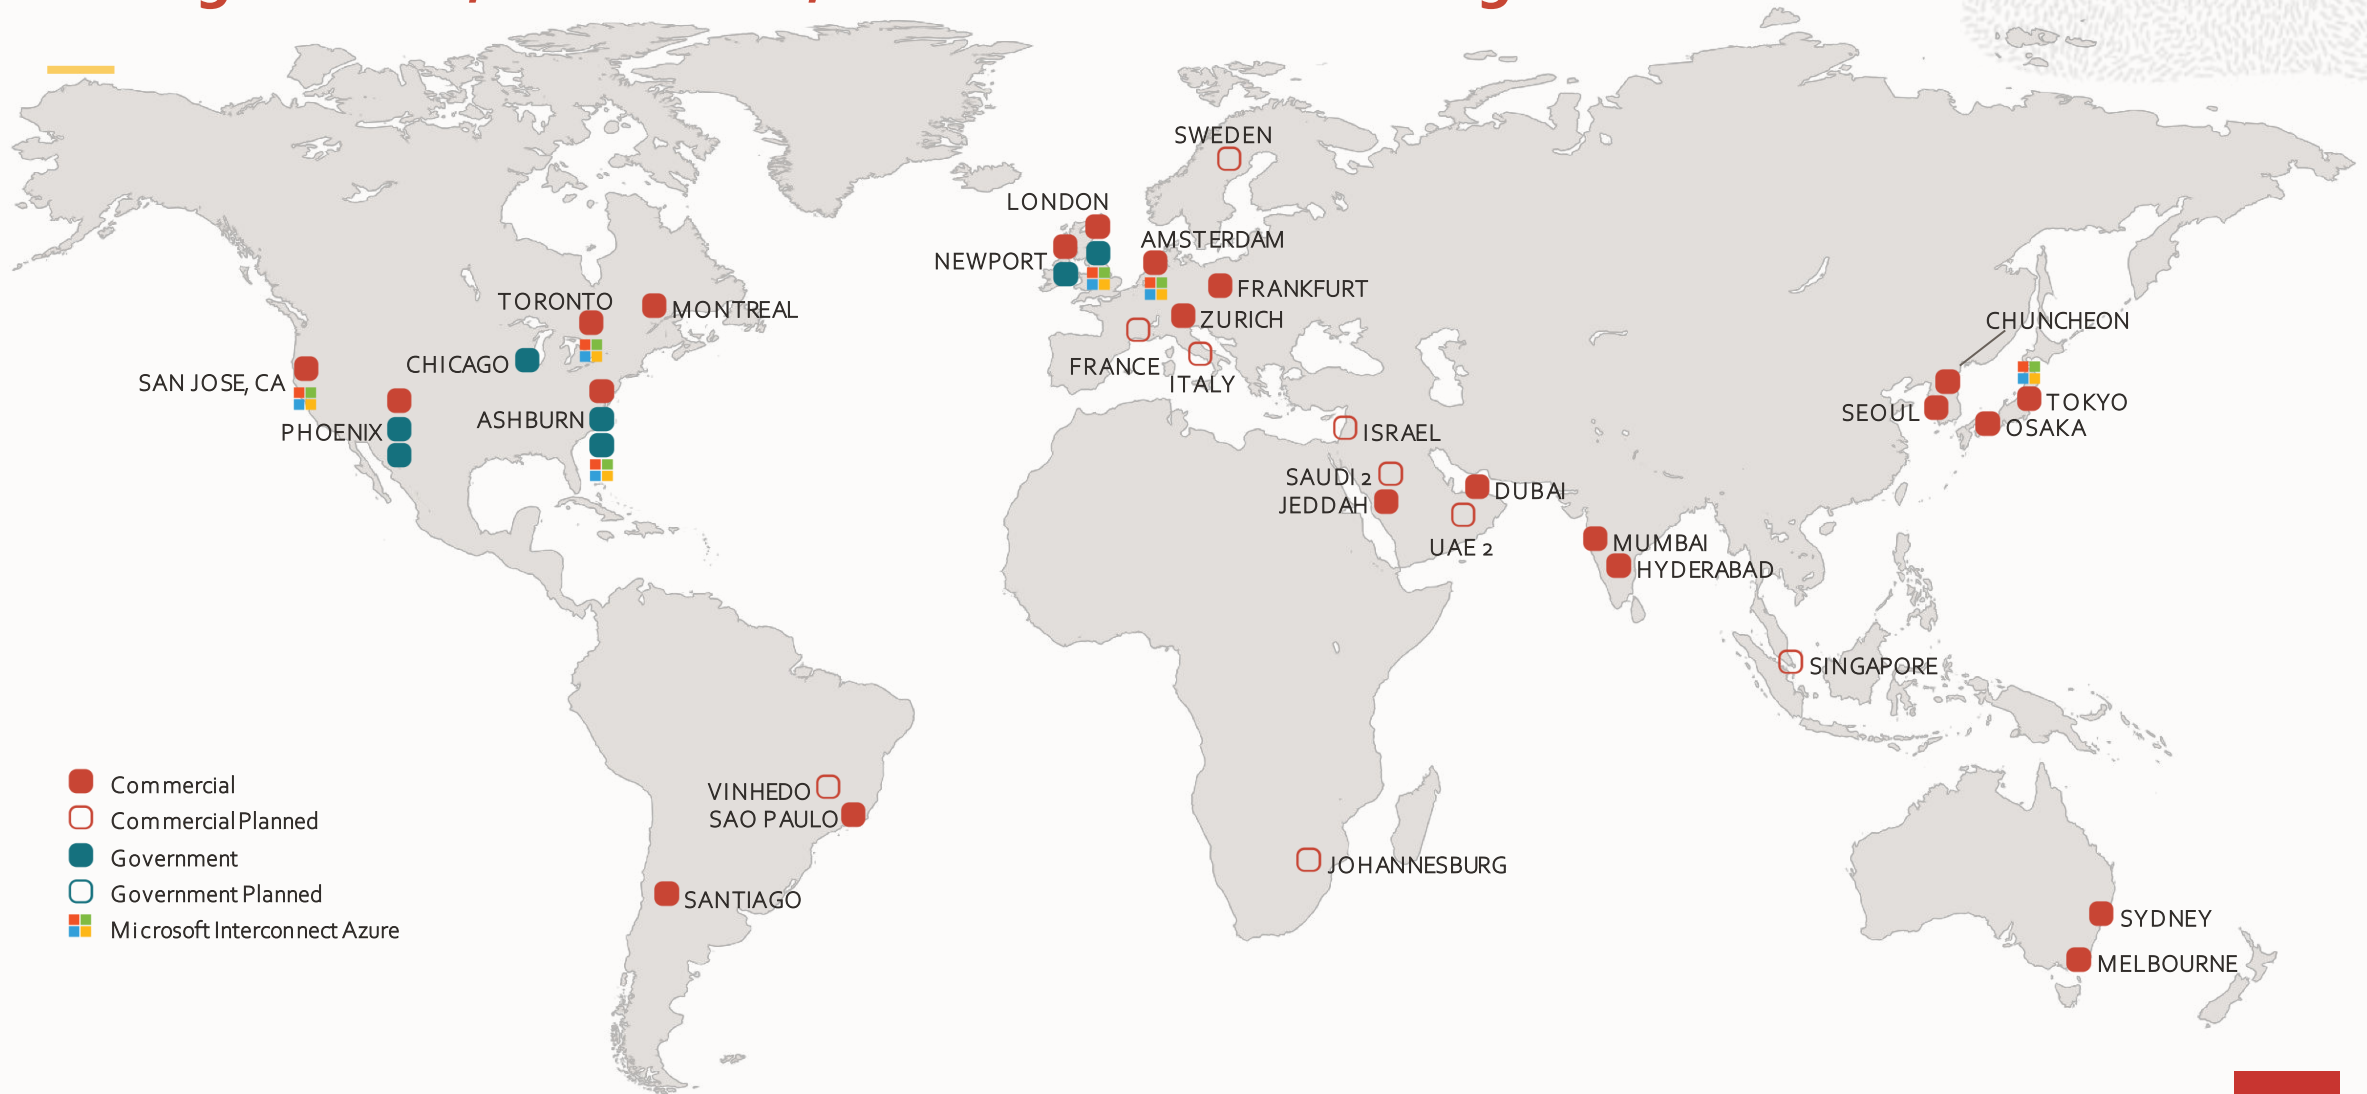 SWEDEN
LONDON
AMSTERDAM
NEWPORT
FRANKFURT
TORONTO
MONTREAL
ZURICH
CHUNCHEON
CHICAGO
FRANCE
ITALY
SAN JOSE, CA
TOKYO
SEOUL
OSAKA
ASHBURN
PHOENIX
ISRAEL
SAUDI 2
DUBAI
JEDDAH
UAE 2
MUMBAI
HYDERABAD
SINGAPORE
VINHEDO
SAO PAULO
JOHANNESBURG
SANTIAGO
SYDNEY
MELBOURNE
Commercial
Commercial Planned
Government
Government Planned
Microsoft Interconnect Azure